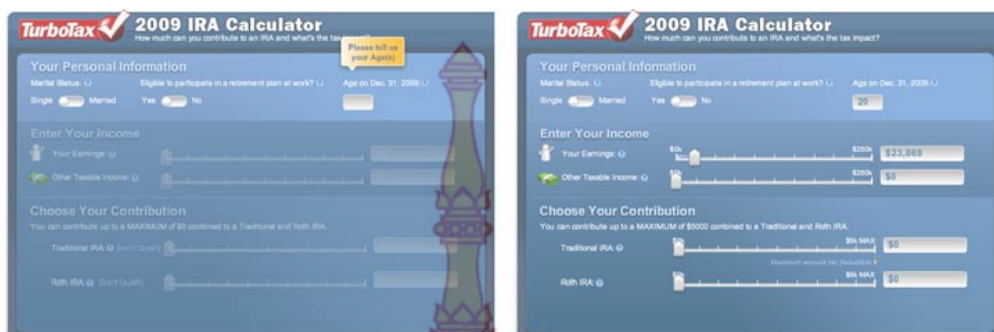 TurboTax
2009 IRA Calculator
How much can you contribute to an IRA and what's the tax impact?
Please tell us
your Age(s)
Your Personal Information
Marital Status:
Eligible to participate in a retirement plan at work?
Age on Dec. 31, 2009:
Single Married
Yes No
Enter Your Income
Your Earnings:
Other Taxable Income:
Choose Your Contribution
You can contribute up to a MAXIMUM of $0 combined to a Traditional and Roth IRA.
Traditional IRA: Don't Qualify
Roth IRA: Don't Qualify
TurboTax
2009 IRA Calculator
How much can you contribute to an IRA and what's the tax impact?
Your Personal Information
Marital Status:
Eligible to participate in a retirement plan at work?
Age on Dec. 31, 2009:
Single Married
Yes No
20
Enter Your Income
Your Earnings:
$0k
$250k
$23,868
Other Taxable Income:
$250k
$0
Choose Your Contribution
You can contribute up to a MAXIMUM of $5000 combined to a Traditional and Roth IRA.
Traditional IRA:
$5k MAX
$0
Maximum amount tax deductible
Roth IRA:
$5k MAX
$0